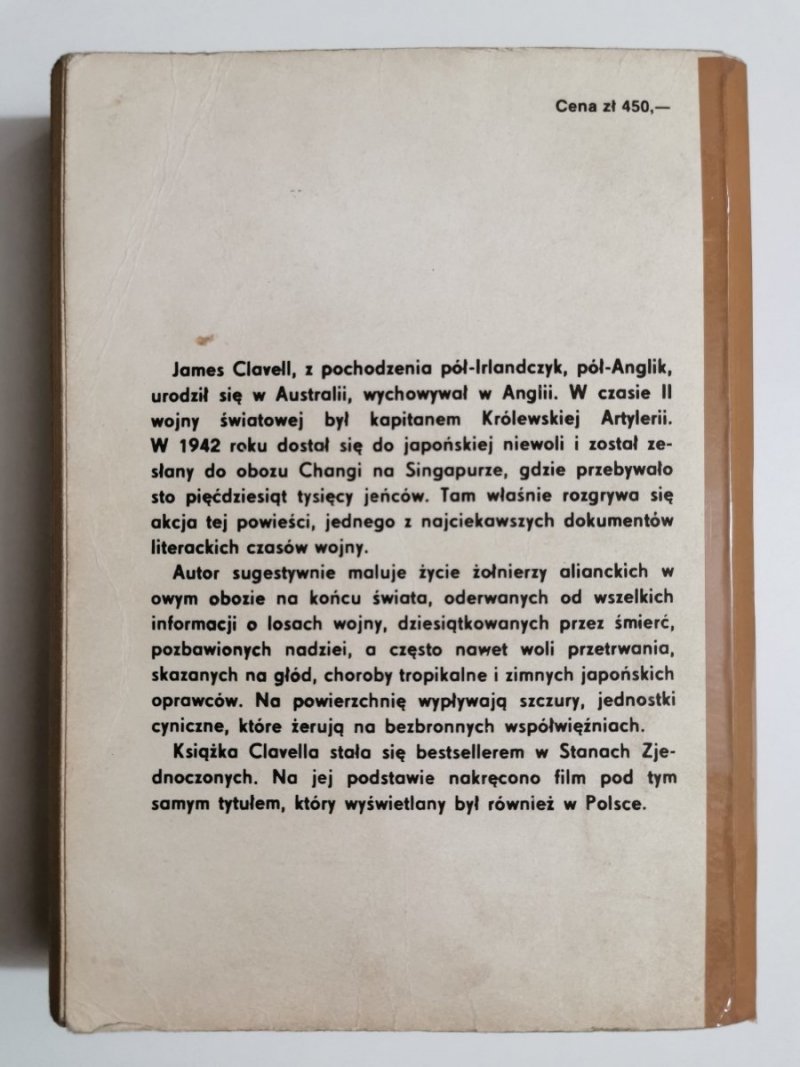 Cena zł 450,—
James Clavell, z pochodzenia pół-Irlandczyk, pół-Anglik,
urodził się w Australii, wychowywał w Anglii. W czasie II
wojny światowej był kapitanem Królewskiej Artylerii.
W 1942 roku dostał się do japońskiej niewoli i został ze-
słany do obozu Changi na Singapurze, gdzie przebywało
sto pięćdziesiąt tysięcy jeńców. Tam właśnie rozgrywa się
akcja tej powieści, jednego z najciekawszych dokumentów
literackich czasów wojny.
Autor sugestywnie maluje życie żołnierzy alianckich w
owym obozie na końcu świata, oderwanych od wszelkich
informacji o losach wojny, dziesiątkowanych przez śmierć,
pozbawionych nadziei, a często nawet woli przetrwania,
skazanych na głód, choroby tropikalne i zimnych japońskich
oprawców. Na powierzchnię wypływają szczury, jednostki
cyniczne, które żerują na bezbronnych współwięźniach.
Książka Clavella stała się bestsellerem w Stanach Zje-
dnoczonych. Na jej podstawie nakręcono film pod tym
samym tytułem, który wyświetlany był również w Polsce.